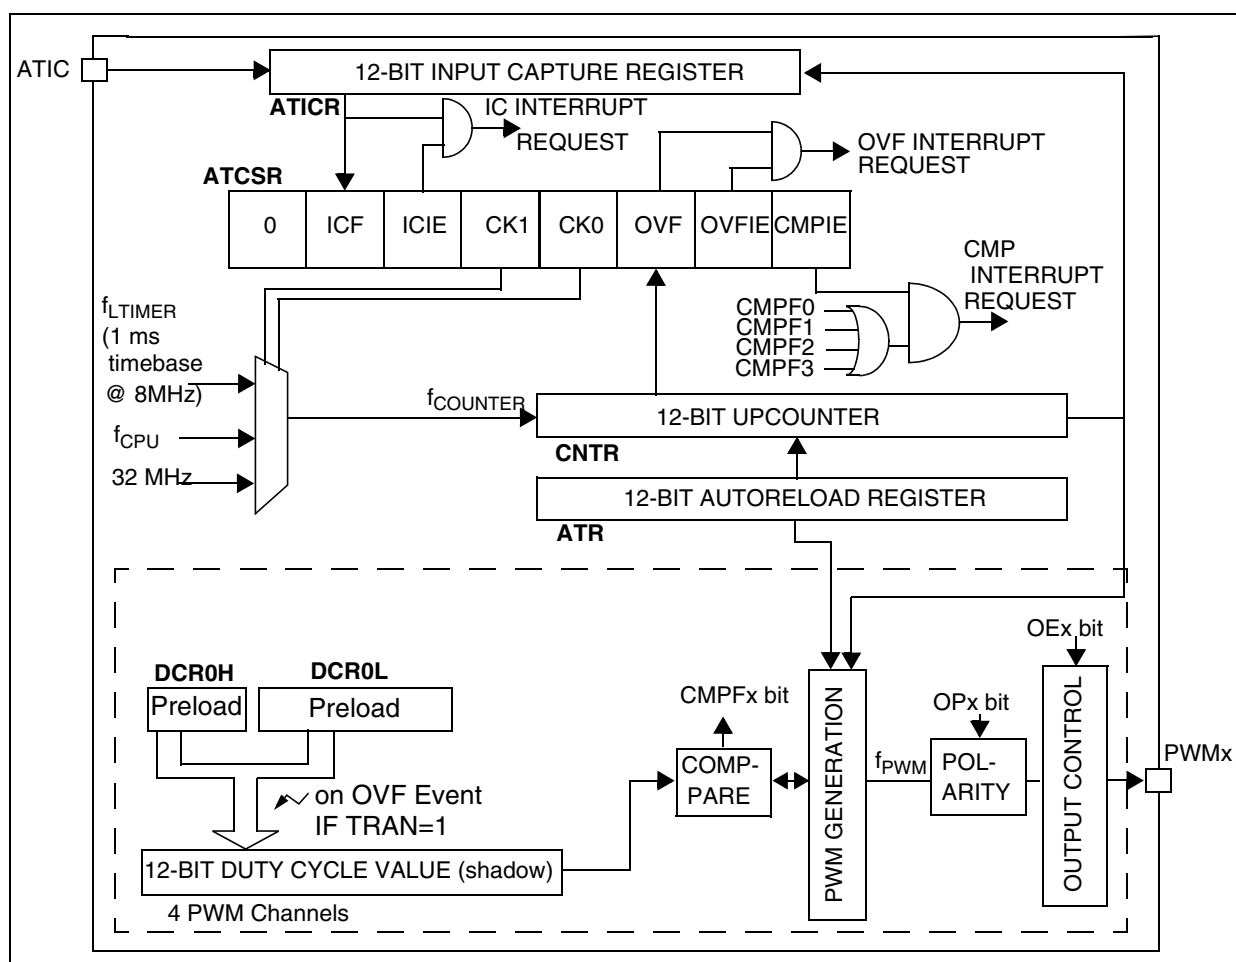 ATIC
12-BIT INPUT CAPTURE REGISTER
ATICR
IC INTERRUPT
REQUEST
OVF INTERRUPT
REQUEST
ATCSR
0 ICF ICIE CK1 CK0 OVF OVFIE CMPIE
CMP
INTERRUPT
REQUEST
fLTIMER
(1 ms
timebase
@ 8MHz)
fCPU
32 MHz
CMPF0
CMPF1
CMPF2
CMPF3
fCOUNTER
12-BIT UPCOUNTER
CNTR
12-BIT AUTORELOAD REGISTER
ATR
OEx bit
DCR0H
DCR0L
Preload
Preload
CMPFx bit
OPx bit
PWM GENERATION
OUTPUT CONTROL
PWMx
COMP-
PARE
fPWM
POL-
ARITY
on OVF Event
IF TRAN=1
12-BIT DUTY CYCLE VALUE (shadow)
4 PWM Channels